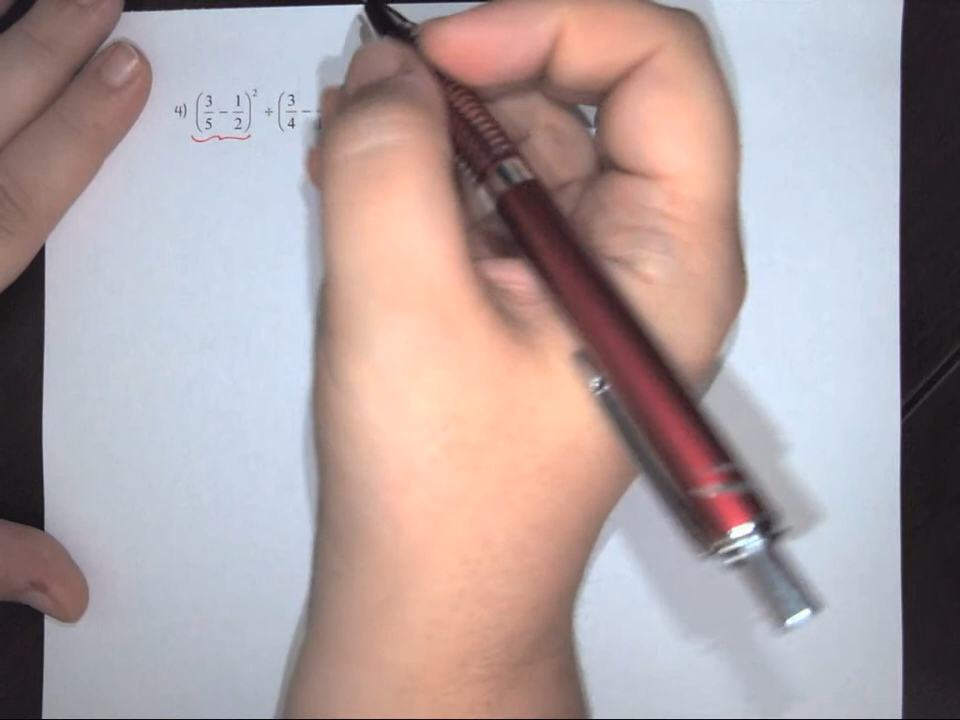 4) (3/5 − 1/2)² ÷ (3/4 −